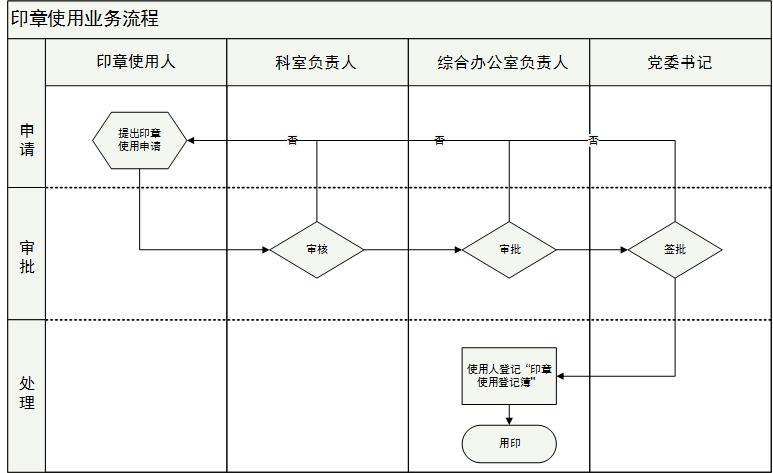 印章使用业务流程
印章使用人
科室负责人
综合办公室负责人
党委书记
申
请
提出印章
使用申请
否
否
否
审
批
审核
审批
签批
处
理
使用人登记“印章
使用登记簿"
用印